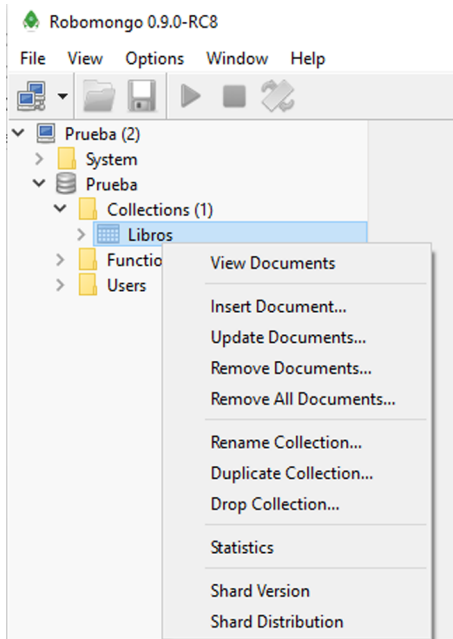 Robomongo 0.9.0-RC8
File View Options Window Help
Prueba (2)
System
Prueba
Collections (1)
Libros
Functio
Users
View Documents
Insert Document...
Update Documents...
Remove Documents...
Remove All Documents...
Rename Collection...
Duplicate Collection...
Drop Collection...
Statistics
Shard Version
Shard Distribution